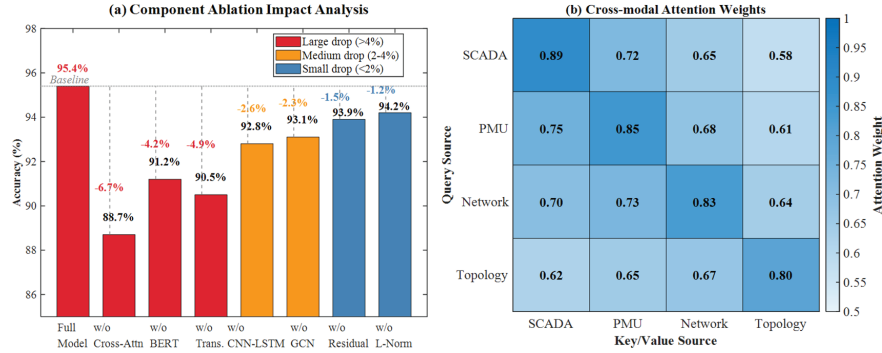 (a) Component Ablation Impact Analysis
98
96
94
92
90
88
86
Accuracy (%)
Large drop (>4%)
Medium drop (2-4%)
Small drop (<2%)
95.4%
Baseline
-6.7%
88.7%
-4.2%
91.2%
-4.9%
90.5%
-2.6%
92.8%
-2.3%
93.1%
-1.5%
93.9%
-1.2%
94.2%
Full Model
w/o Cross-Attn
w/o BERT
w/o Trans.
w/o CNN-LSTM
w/o GCN
w/o Residual
w/o L-Norm
(b) Cross-modal Attention Weights
Query Source
SCADA 0.89 0.72 0.65 0.58
PMU 0.75 0.85 0.68 0.61
Network 0.70 0.73 0.83 0.64
Topology 0.62 0.65 0.67 0.80
SCADA PMU Network Topology
Key/Value Source
1
0.95
0.9
0.85
0.8
0.75
0.7
0.65
0.6
0.55
0.5
Attention Weight